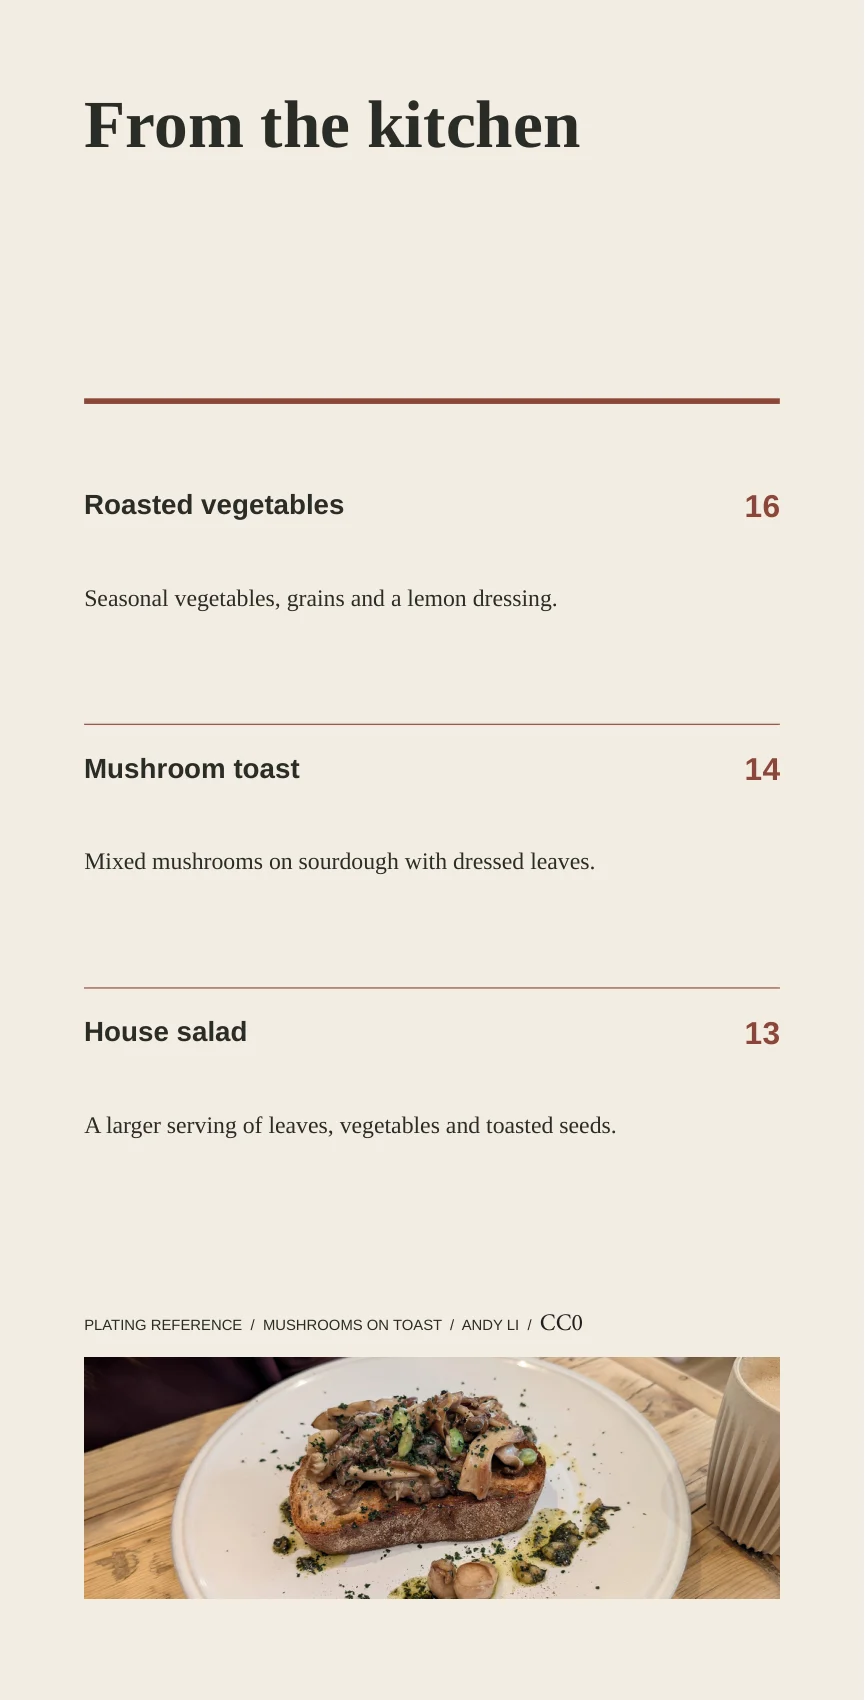 From the kitchen
Roasted vegetables 16
Seasonal vegetables, grains and a lemon dressing.
Mushroom toast 14
Mixed mushrooms on sourdough with dressed leaves.
House salad 13
A larger serving of leaves, vegetables and toasted seeds.
PLATING REFERENCE / MUSHROOMS ON TOAST / ANDY LI / CC0